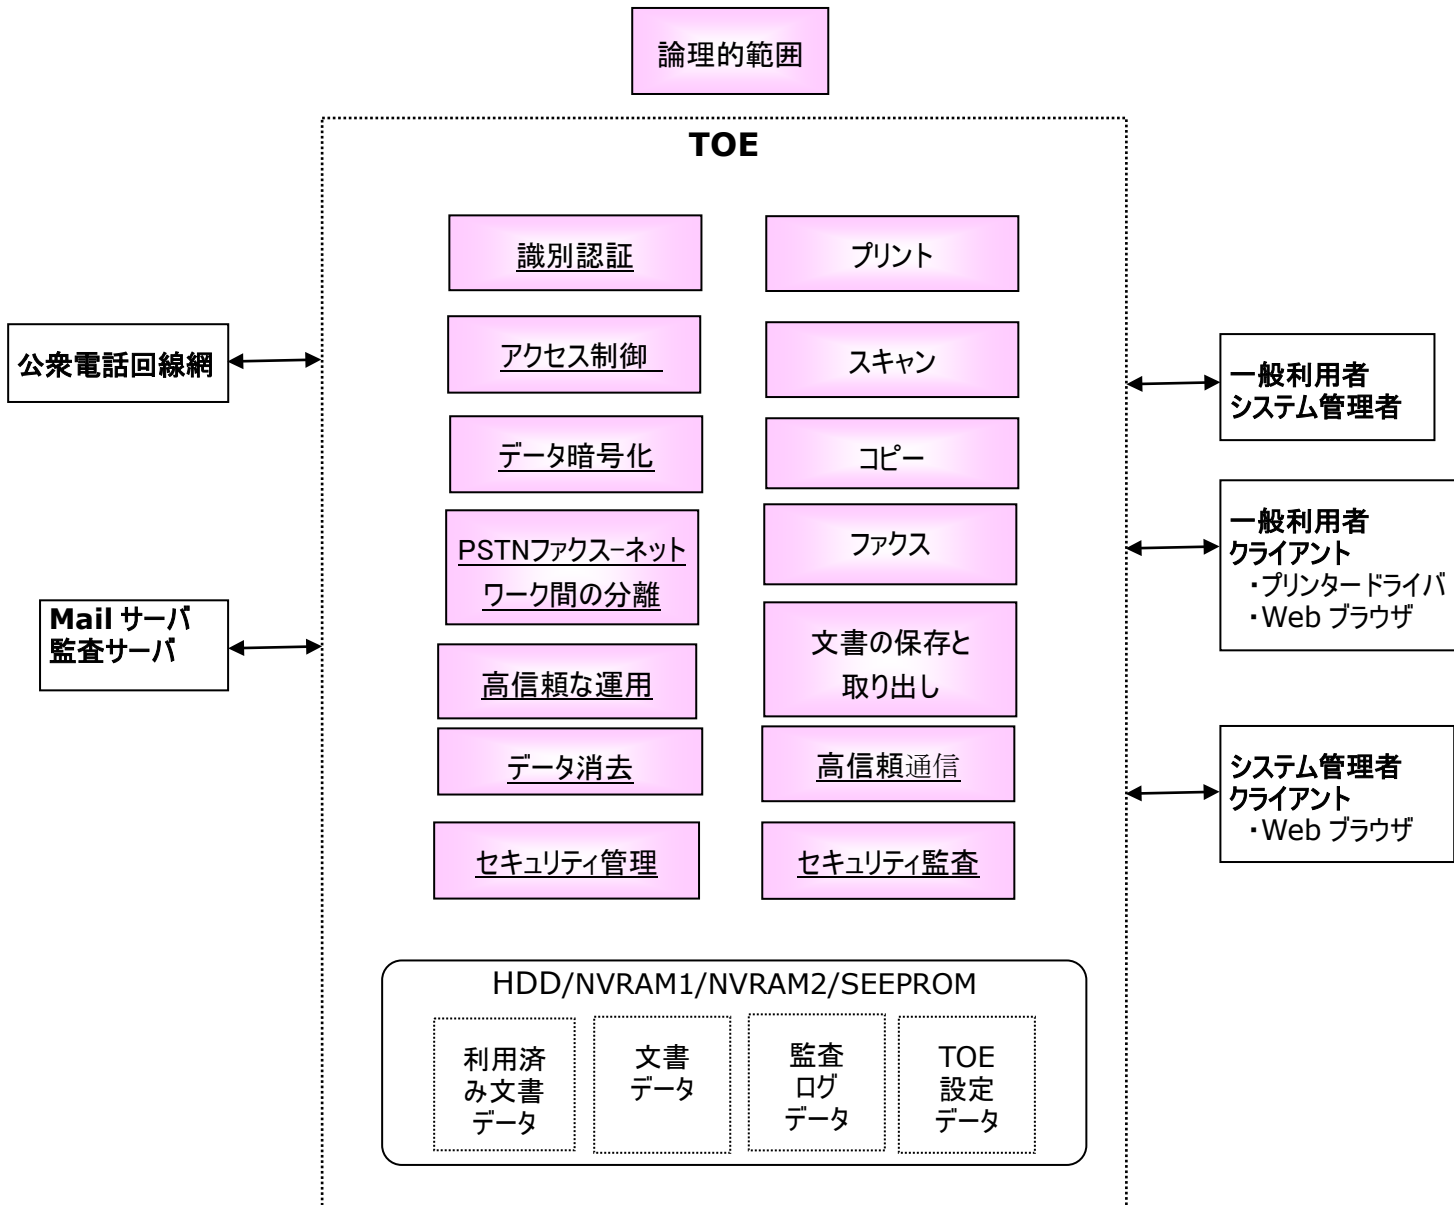 論理的範囲
TOE
識別認証
プリント
アクセス制御
スキャン
データ暗号化
コピー
PSTNファクス-ネット
ワーク間の分離
ファクス
高信頼な運用
文書の保存と
取り出し
データ消去
高信頼通信
セキュリティ管理
セキュリティ監査
公衆電話回線網
Mail サーバ
監査サーバ
一般利用者
システム管理者
一般利用者
クライアント
・プリンタードライバ
・Web ブラウザ
システム管理者
クライアント
・Web ブラウザ
HDD/NVRAM1/NVRAM2/SEEPROM
利用済
み文書
データ
文書
データ
監査
ログ
データ
TOE
設定
データ